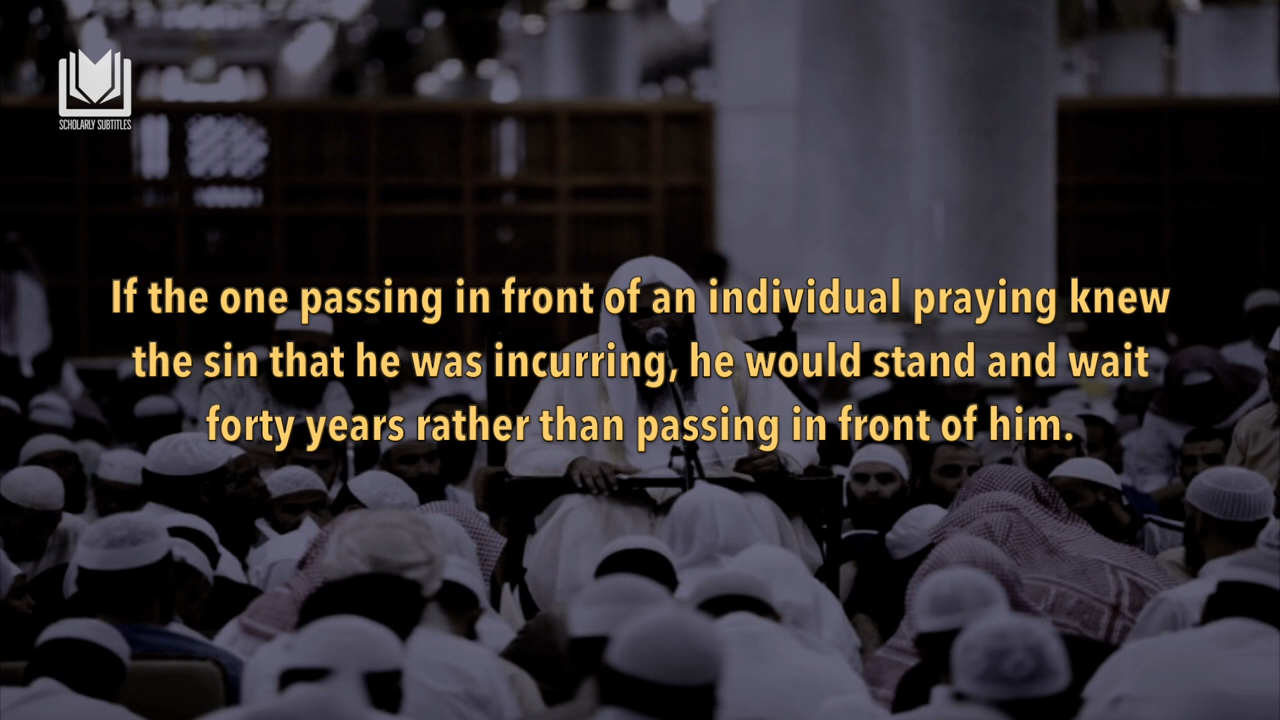 SCHOLARLY SUBTITLES
If the one passing in front of an individual praying knew
the sin that he was incurring, he would stand and wait
forty years rather than passing in front of him.